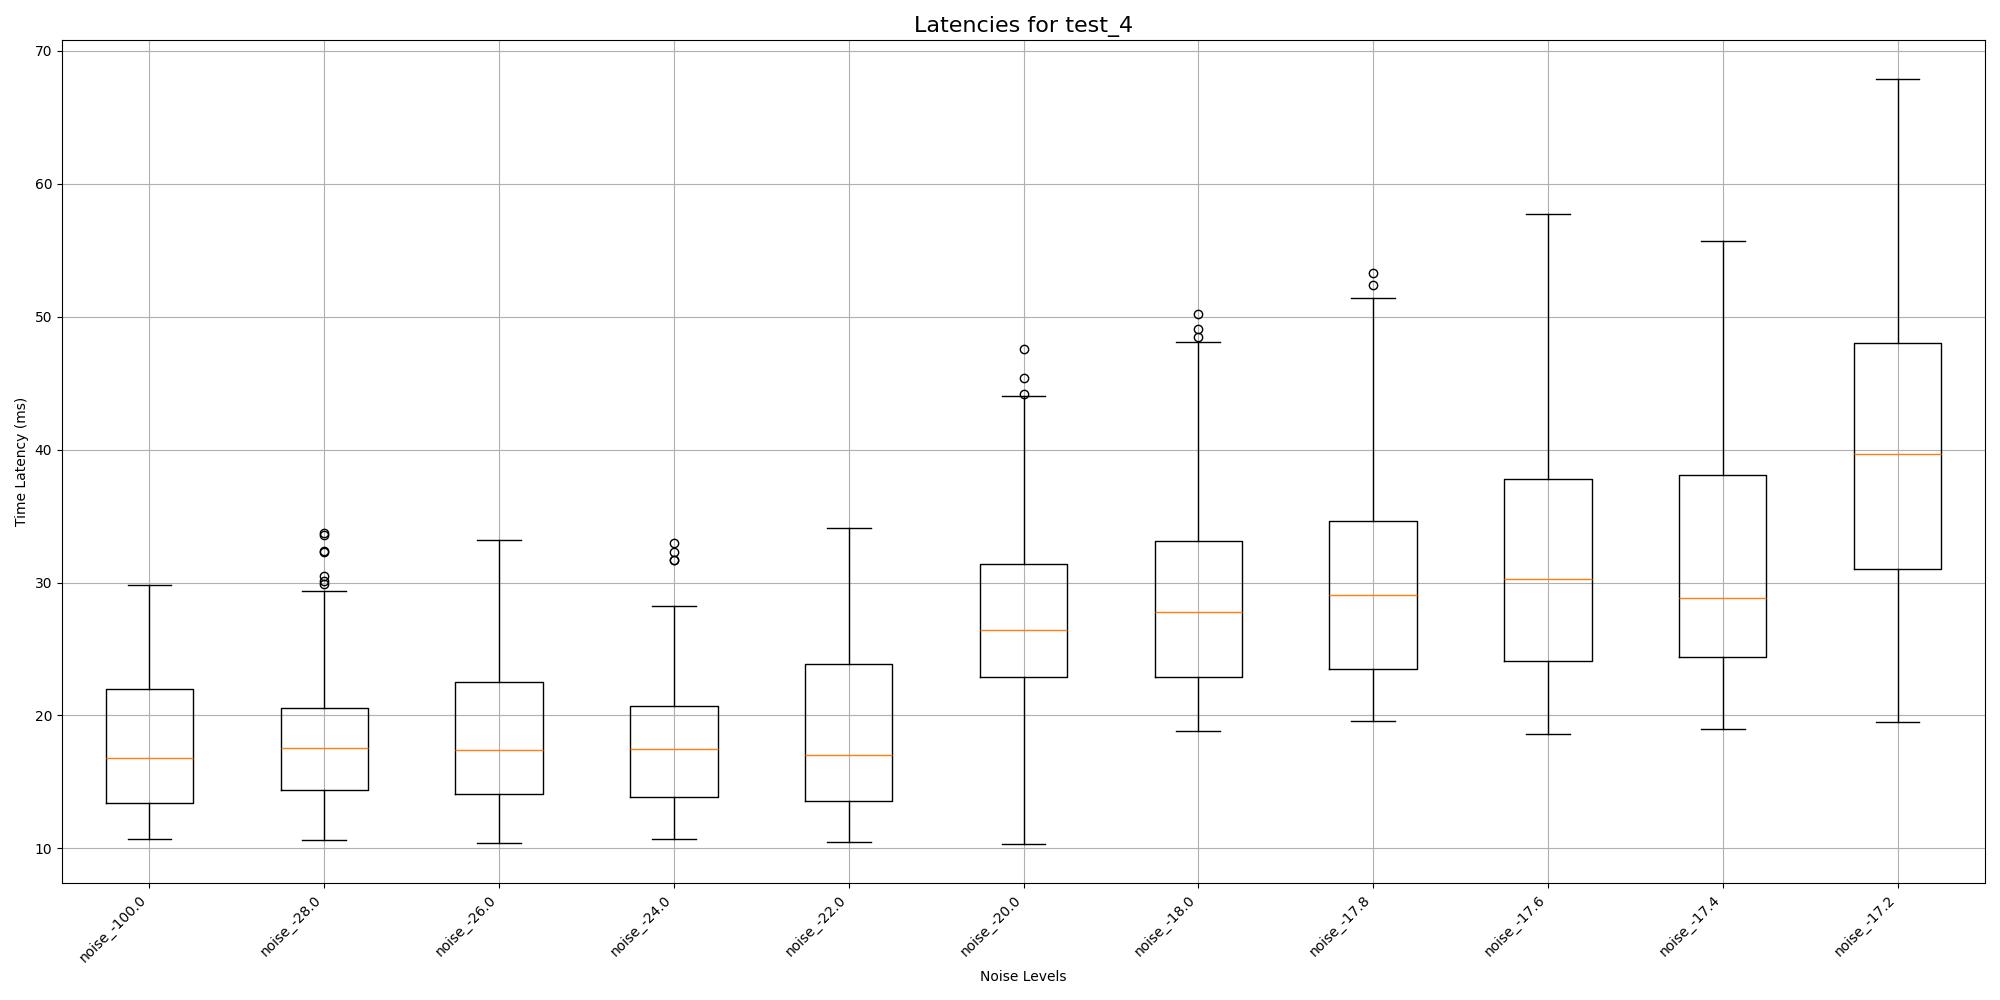 Latencies for test_4
70
60
50
40
30
20
10
Time Latency (ms)
noise_-100.0
noise_-28.0
noise_-26.0
noise_-24.0
noise_-22.0
noise_-20.0
noise_-18.0
noise_-17.8
noise_-17.6
noise_-17.4
noise_-17.2
Noise Levels